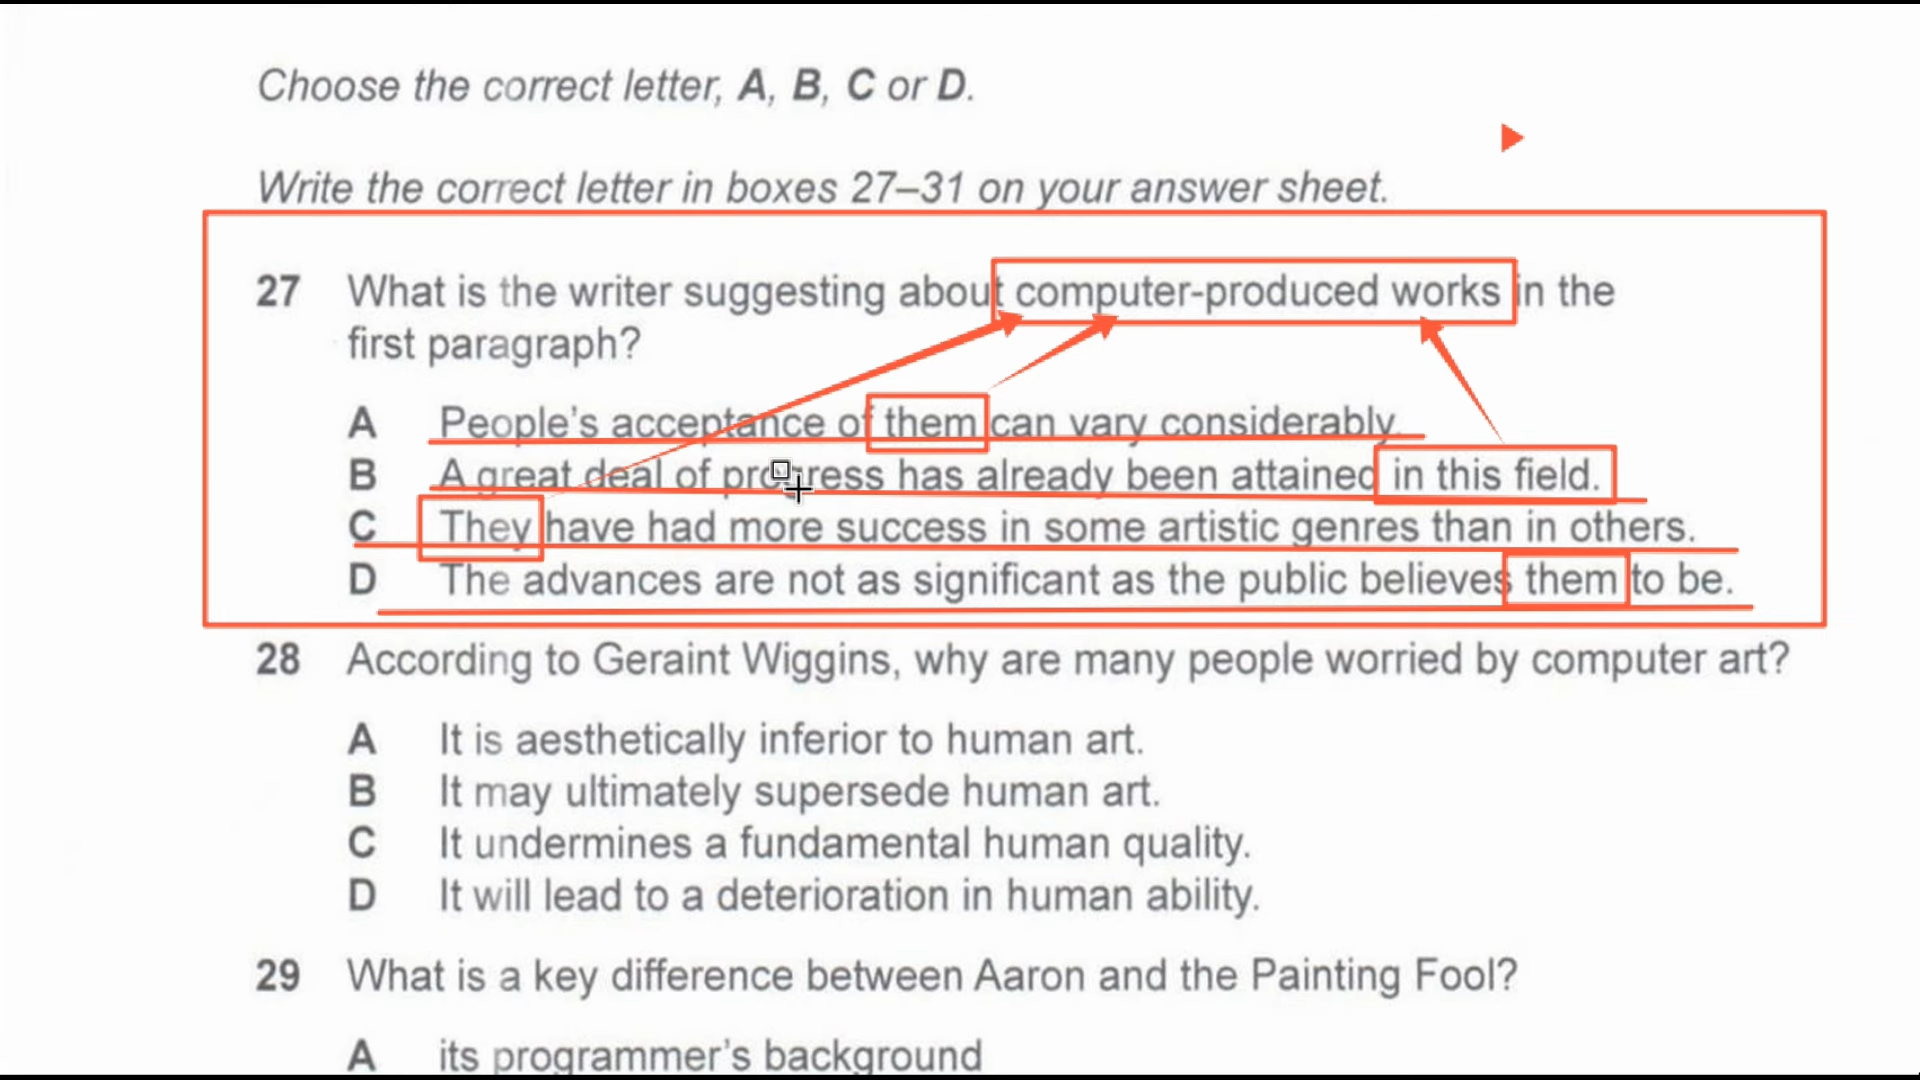 Choose the correct letter, A, B, C or D.
Write the correct letter in boxes 27–31 on your answer sheet.
27 What is the writer suggesting about computer-produced works in the
first paragraph?
A People's acceptance of them can vary considerably.
B A great deal of progress has already been attained in this field.
C They have had more success in some artistic genres than in others.
D The advances are not as significant as the public believes them to be.
28 According to Geraint Wiggins, why are many people worried by computer art?
A It is aesthetically inferior to human art.
B It may ultimately supersede human art.
C It undermines a fundamental human quality.
D It will lead to a deterioration in human ability.
29 What is a key difference between Aaron and the Painting Fool?
A its programmer's background